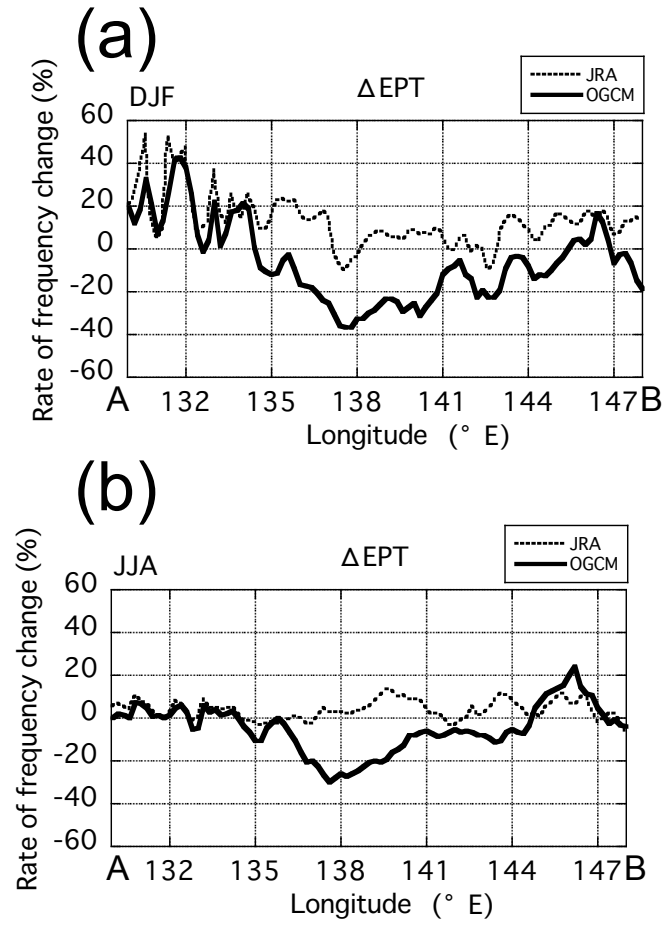 (a)
DJF
ΔEPT
JRA
OGCM
Rate of frequency change (%)
60
40
20
0
-20
-40
-60
A 132 135 138 141 144 147 B
Longitude (° E)
(b)
JJA
ΔEPT
JRA
OGCM
Rate of frequency change (%)
60
40
20
0
-20
-40
-60
A 132 135 138 141 144 147 B
Longitude (° E)